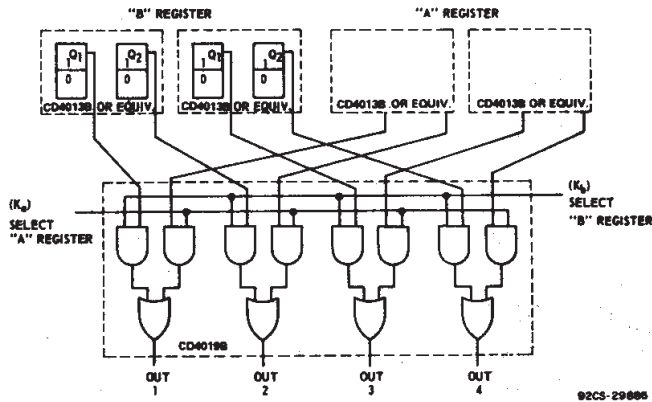 "B" REGISTER
"A" REGISTER
1 Q1
0
1 Q2
0
1 Q1
0
1 Q2
0
CD4013B OR EQUIV.
CD4013B OR EQUIV.
CD4013B OR EQUIV.
CD4013B OR EQUIV.
(Ka)
SELECT
"A" REGISTER
(Kb)
SELECT
"B" REGISTER
CD4019B
OUT
1
OUT
2
OUT
3
OUT
4
92CS-29885